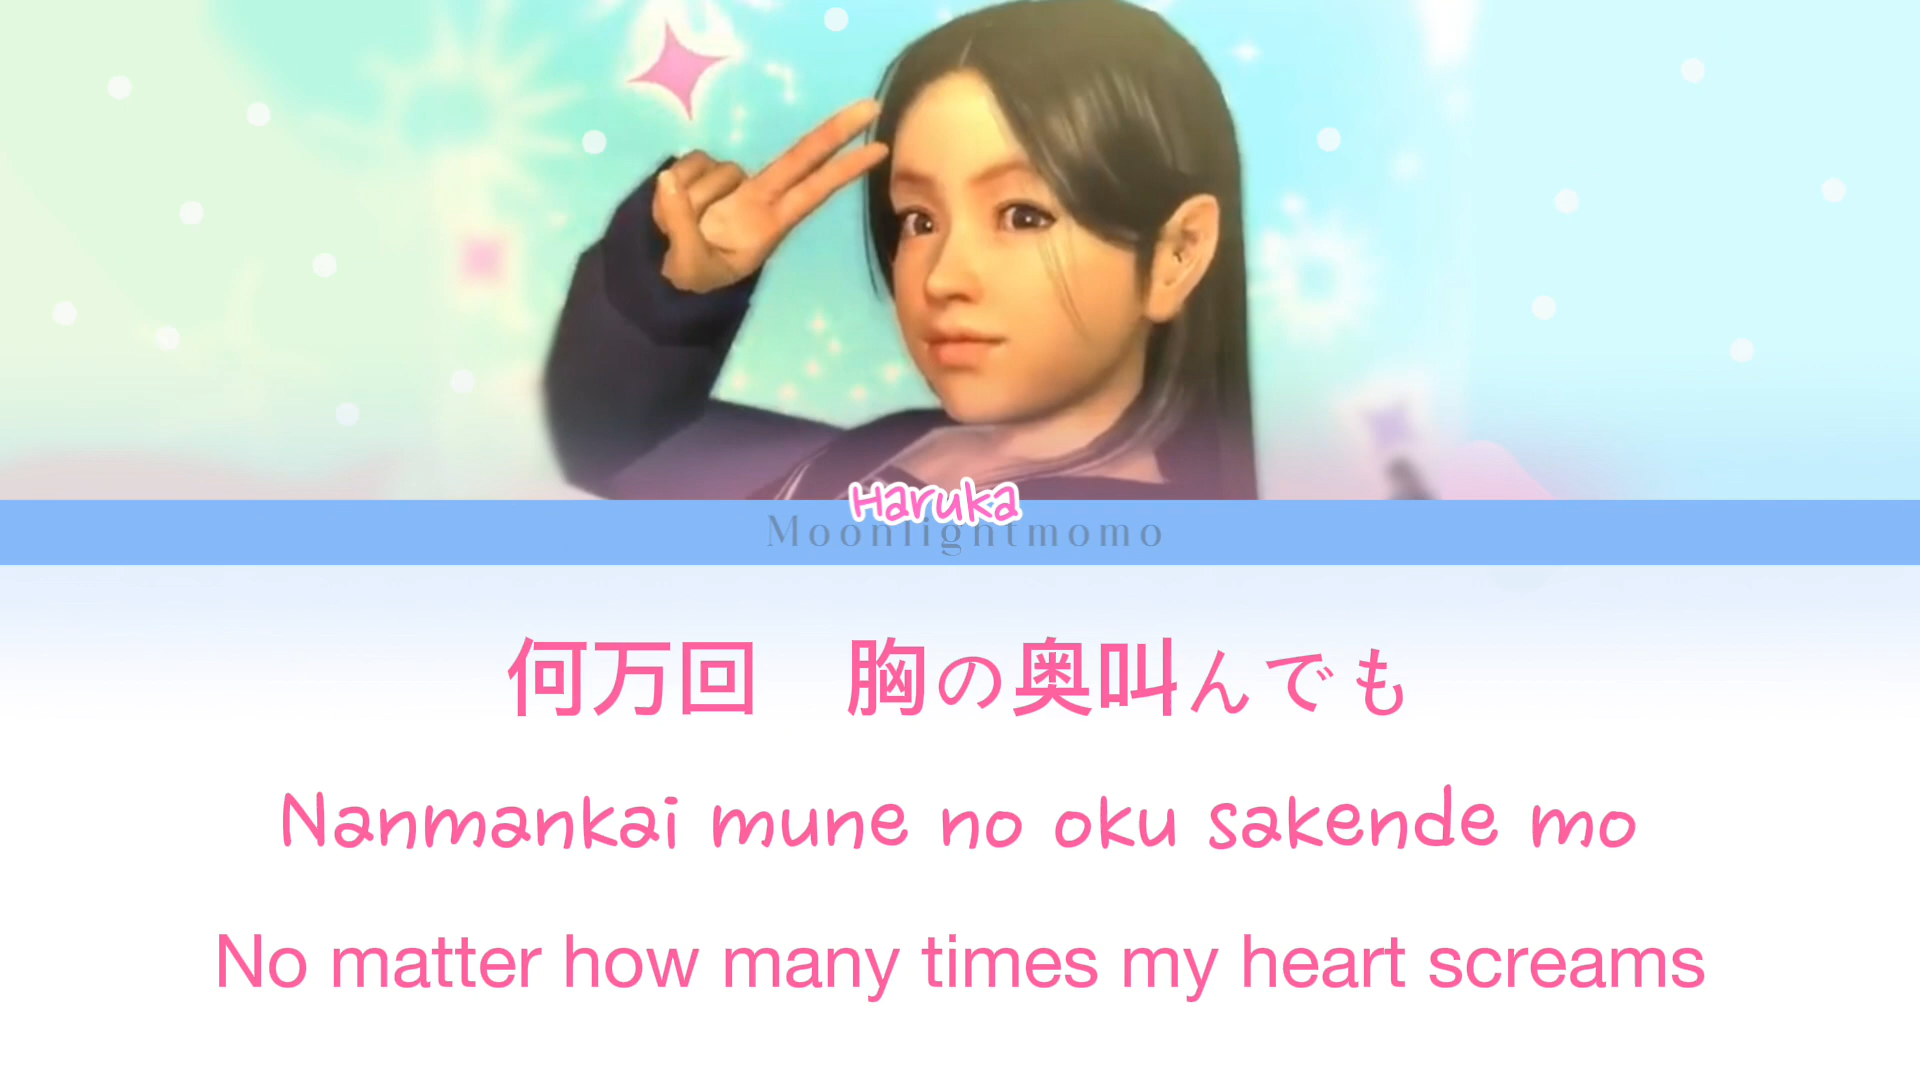 Haruka
Moonlightmomo
何万回　胸の奥叫んでも
Nanmankai mune no oku sakende mo
No matter how many times my heart screams